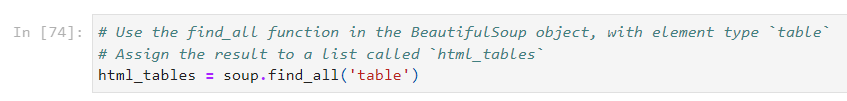 In [74]: # Use the find_all function in the BeautifulSoup object, with element type `table`
# Assign the result to a list called `html_tables`
html_tables = soup.find_all('table')